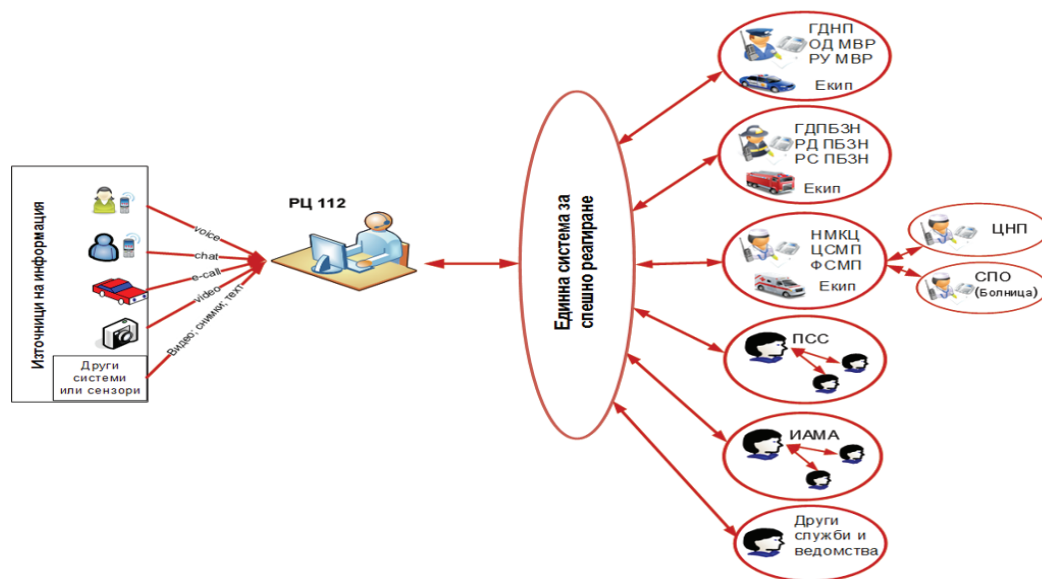 Източници на информация
Други
системи
или сензори
voice
chat
e-call
video
Видео; снимки; текст
РЦ 112
Единна система за
спешно реагиране
ГДНП
ОД МВР
РУ МВР
Екип
ГДПБЗН
РД ПБЗН
РС ПБЗН
Екип
НМКЦ
ЦСМП
ФСМП
Екип
ЦНП
СПО
(Болница)
ПСС
ИАМА
Други
служби и
ведомства